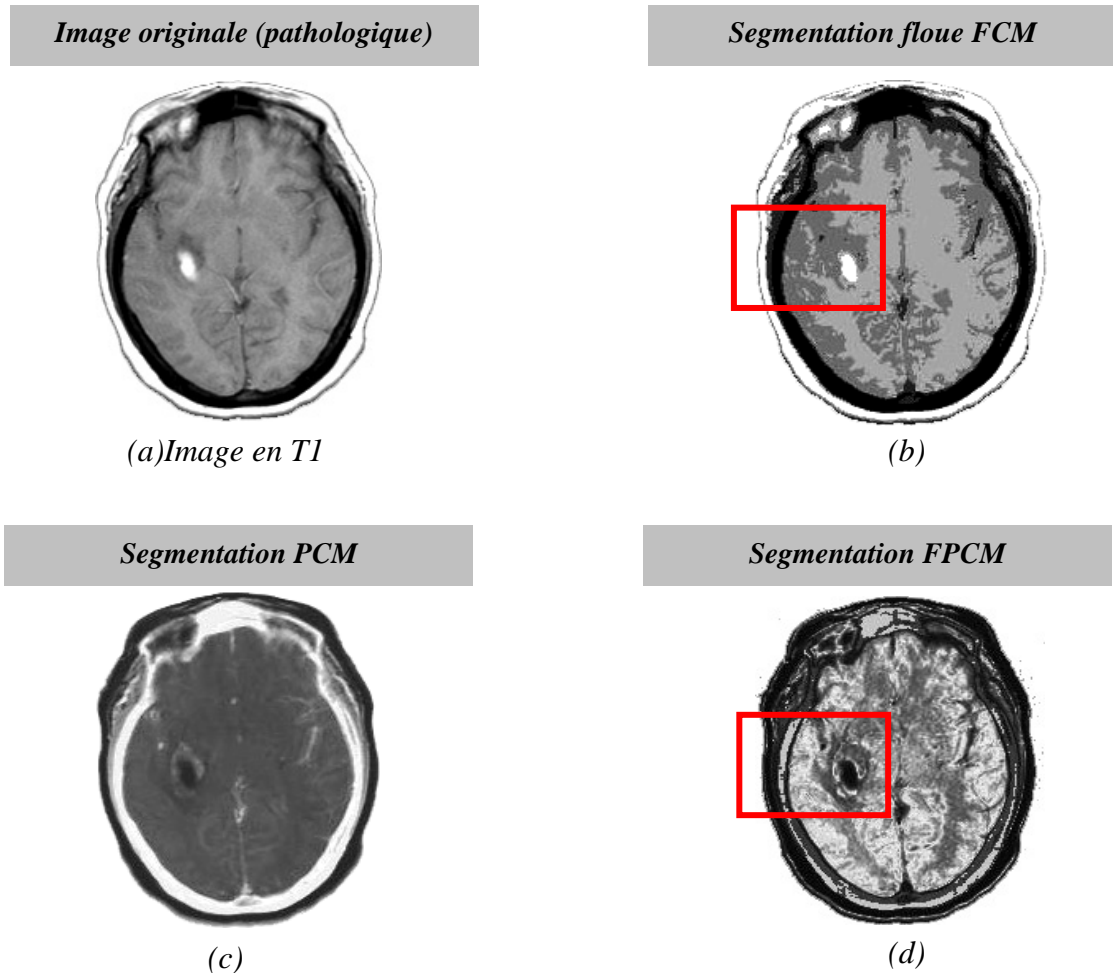 Image originale (pathologique)
Segmentation floue FCM
(a)Image en T1
(b)
Segmentation PCM
Segmentation FPCM
(c)
(d)